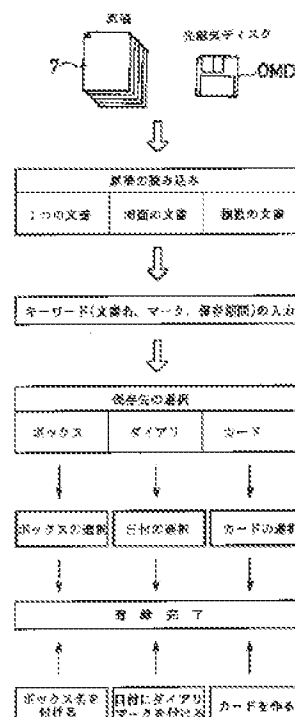 原稿
光磁気ディスク
7
OMD
原稿の読み込み
1つの文書
両面の文書
複数の文書
キーワード(文書名、マーク、保存期間)の入力
保存先の選択
ボックス
ダイアリ
カード
ボックスの選択
日付の選択
カードの選択
登録完了
ボックス名を
付ける
日付にダイアリ
マークを付ける
カードを作る